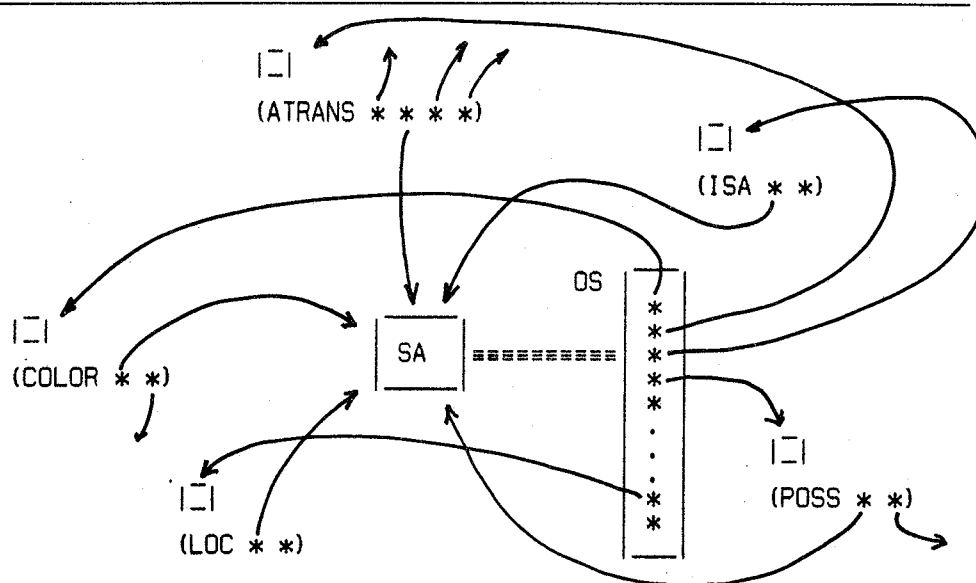 (ATRANS * * * *)
(ISA * *)
OS
*
*
*
*
*
.
.
.
*
*
SA ==========
(COLOR * *)
(POSS * *)
(LOC * *)